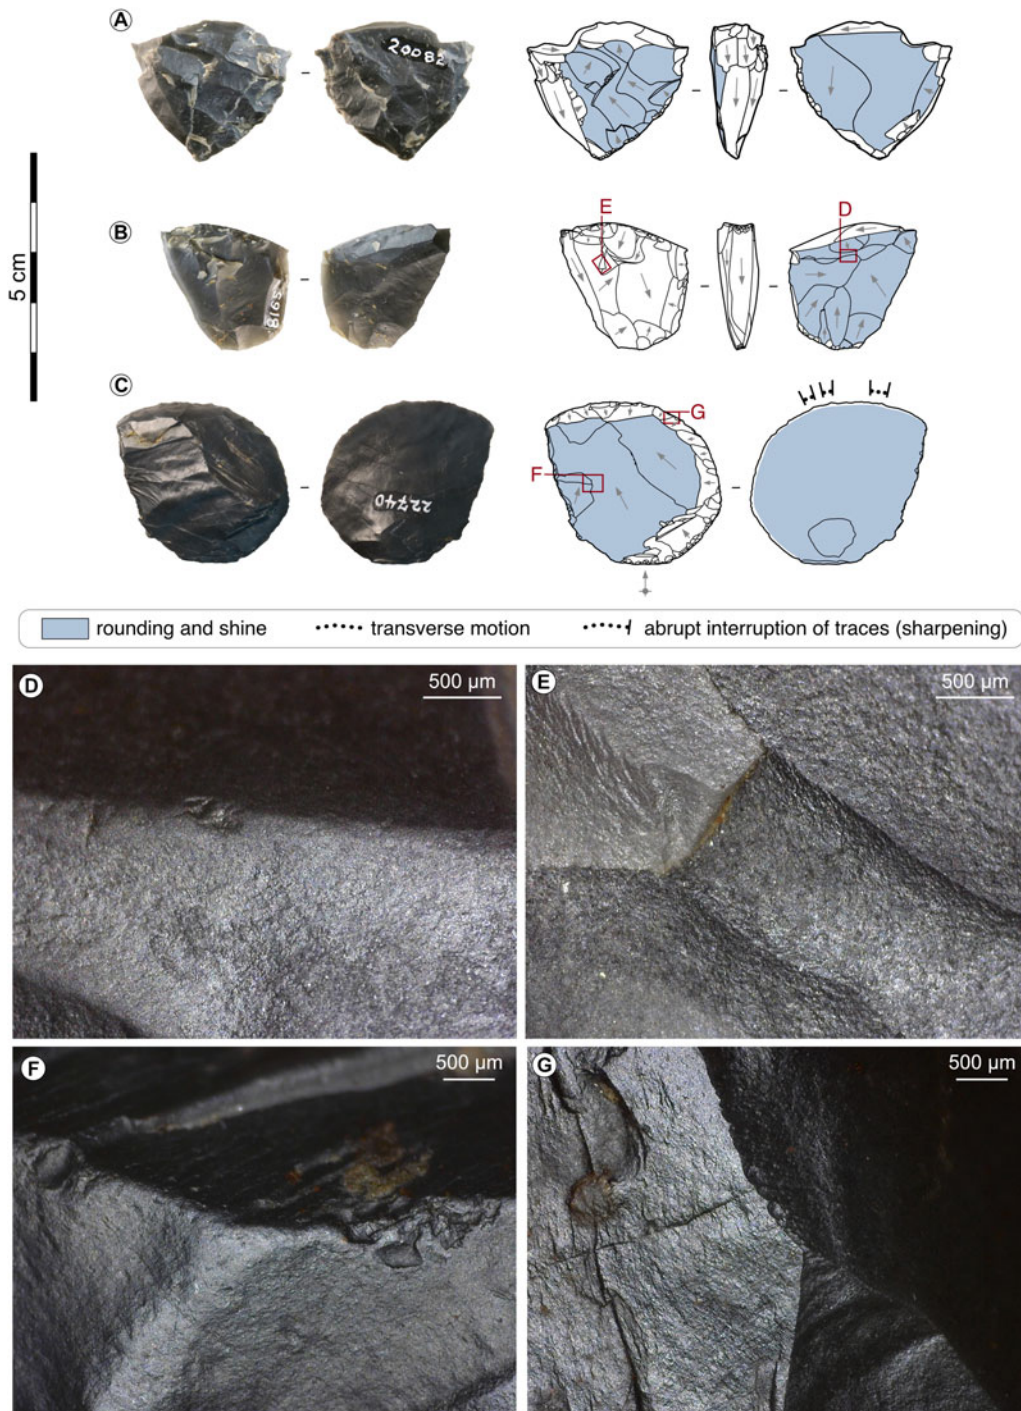 A
20082
5 cm
B
8165
E
D
C
22740
F
G
rounding and shine
transverse motion
abrupt interruption of traces (sharpening)
D
500 µm
E
500 µm
F
500 µm
G
500 µm